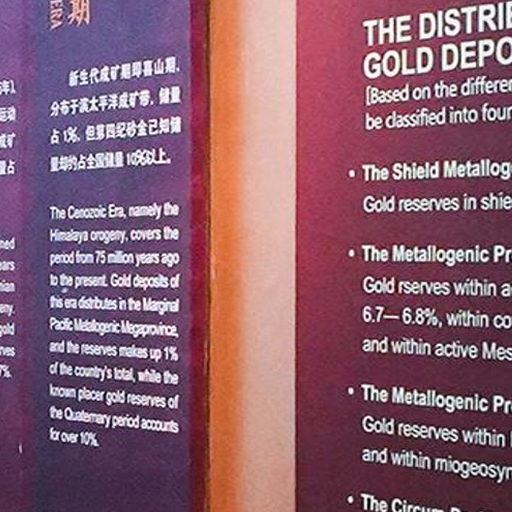 期
ERA
新生代成矿期即喜山期,
分布于滨太平洋成矿带, 储量
占 1%, 但第四纪砂金已知储
量却约占全国储量 10%以上。
The Cenozoic Era, namely the
Himalaya orogeny, covers the
period from 75 million years ago
to the present. Gold deposits of
this era distributes in the Marginal
Pacific Metallogenic Megaprovince,
and the reserves makes up 1%
of the country's total, while the
known placer gold reserves of
the Quaternary period accounts
for over 10%.
THE DISTRIB
GOLD DEPO
[Based on the differen
be classified into four
• The Shield Metallog
Gold reserves in shie
• The Metallogenic Pr
Gold rserves within a
6.7— 6.8%, within co
and within active Mes
• The Metallogenic Pr
Gold reserves within
and within miogeosyn
• The Circum